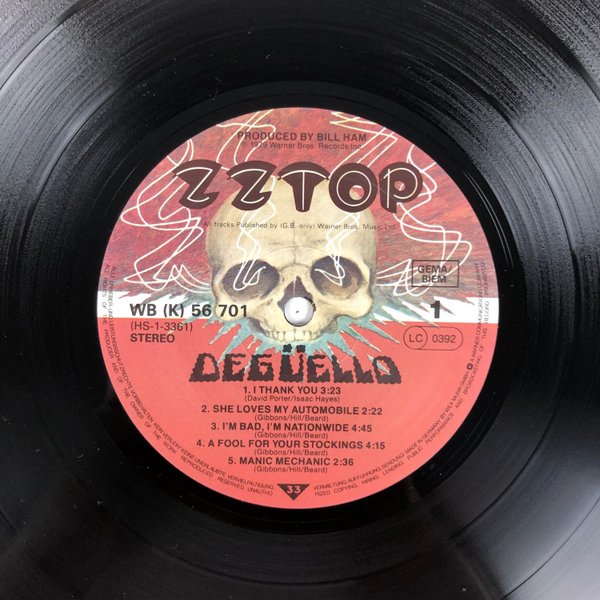 PRODUCED BY BILL HAM
℗ 1979 Warner Bros. Records Inc.
ZZTOP
All tracks Published by (G.B. only) Warner Bros. Music Ltd.
GEMA/
BIEM
WB (K) 56 701
1
(HS-1-3361)
STEREO
LC 0392
DEGÜELLO
1. I THANK YOU 3:23
(David Porter/Isaac Hayes)
2. SHE LOVES MY AUTOMOBILE 2:22
(Gibbons/Hill/Beard)
3. I'M BAD, I'M NATIONWIDE 4:45
(Gibbons/Hill/Beard)
4. A FOOL FOR YOUR STOCKINGS 4:15
(Gibbons/Hill/Beard)
5. MANIC MECHANIC 2:36
(Gibbons/Hill/Beard)
33